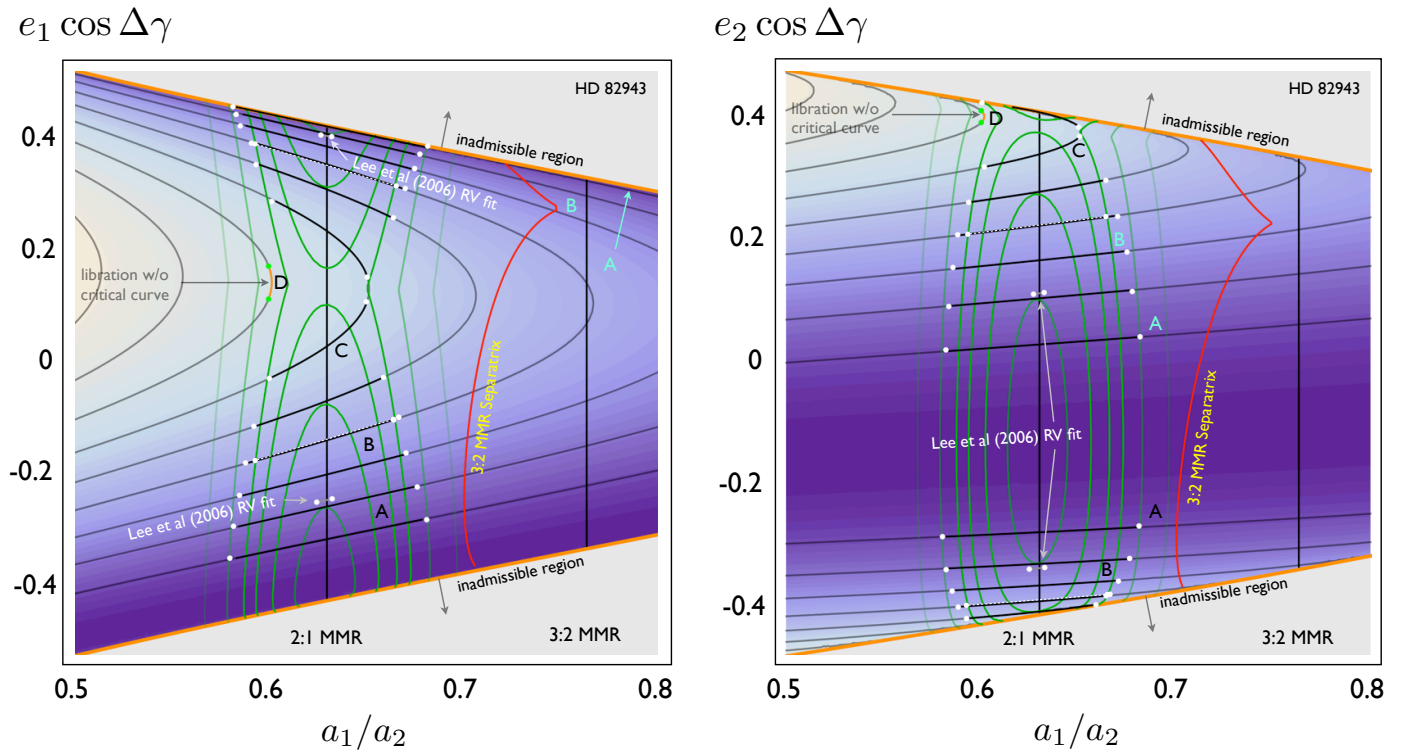 e₁ cos Δγ
HD 82943
inadmissible region
Lee et al (2006) RV fit
B
A
libration w/o
critical curve
D
C
B
3:2 MMR Separatrix
Lee et al (2006) RV fit
A
inadmissible region
2:1 MMR
3:2 MMR
0.4
0.2
0
-0.2
-0.4
0.5
0.6
0.7
0.8
a₁/a₂
e₂ cos Δγ
HD 82943
libration w/o
critical curve
D
inadmissible region
C
B
A
Lee et al (2006) RV fit
3:2 MMR Separatrix
A
B
inadmissible region
2:1 MMR
3:2 MMR
0.4
0.2
0
-0.2
-0.4
0.5
0.6
0.7
0.8
a₁/a₂